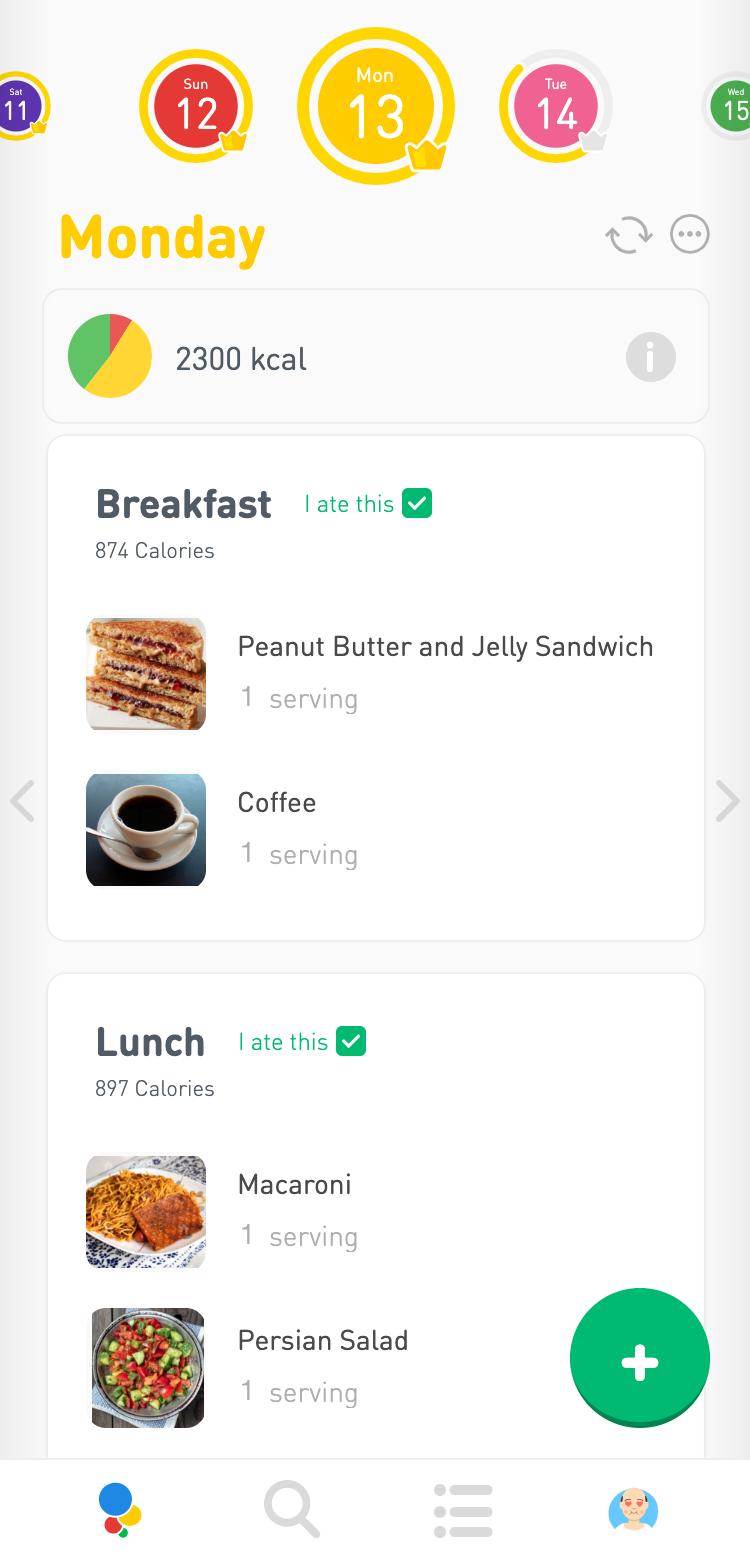 Sat
11
Sun
12
Mon
13
Tue
14
Wed
15
Monday
2300 kcal
Breakfast I ate this
874 Calories
Peanut Butter and Jelly Sandwich
1 serving
Coffee
1 serving
Lunch I ate this
897 Calories
Macaroni
1 serving
Persian Salad
1 serving